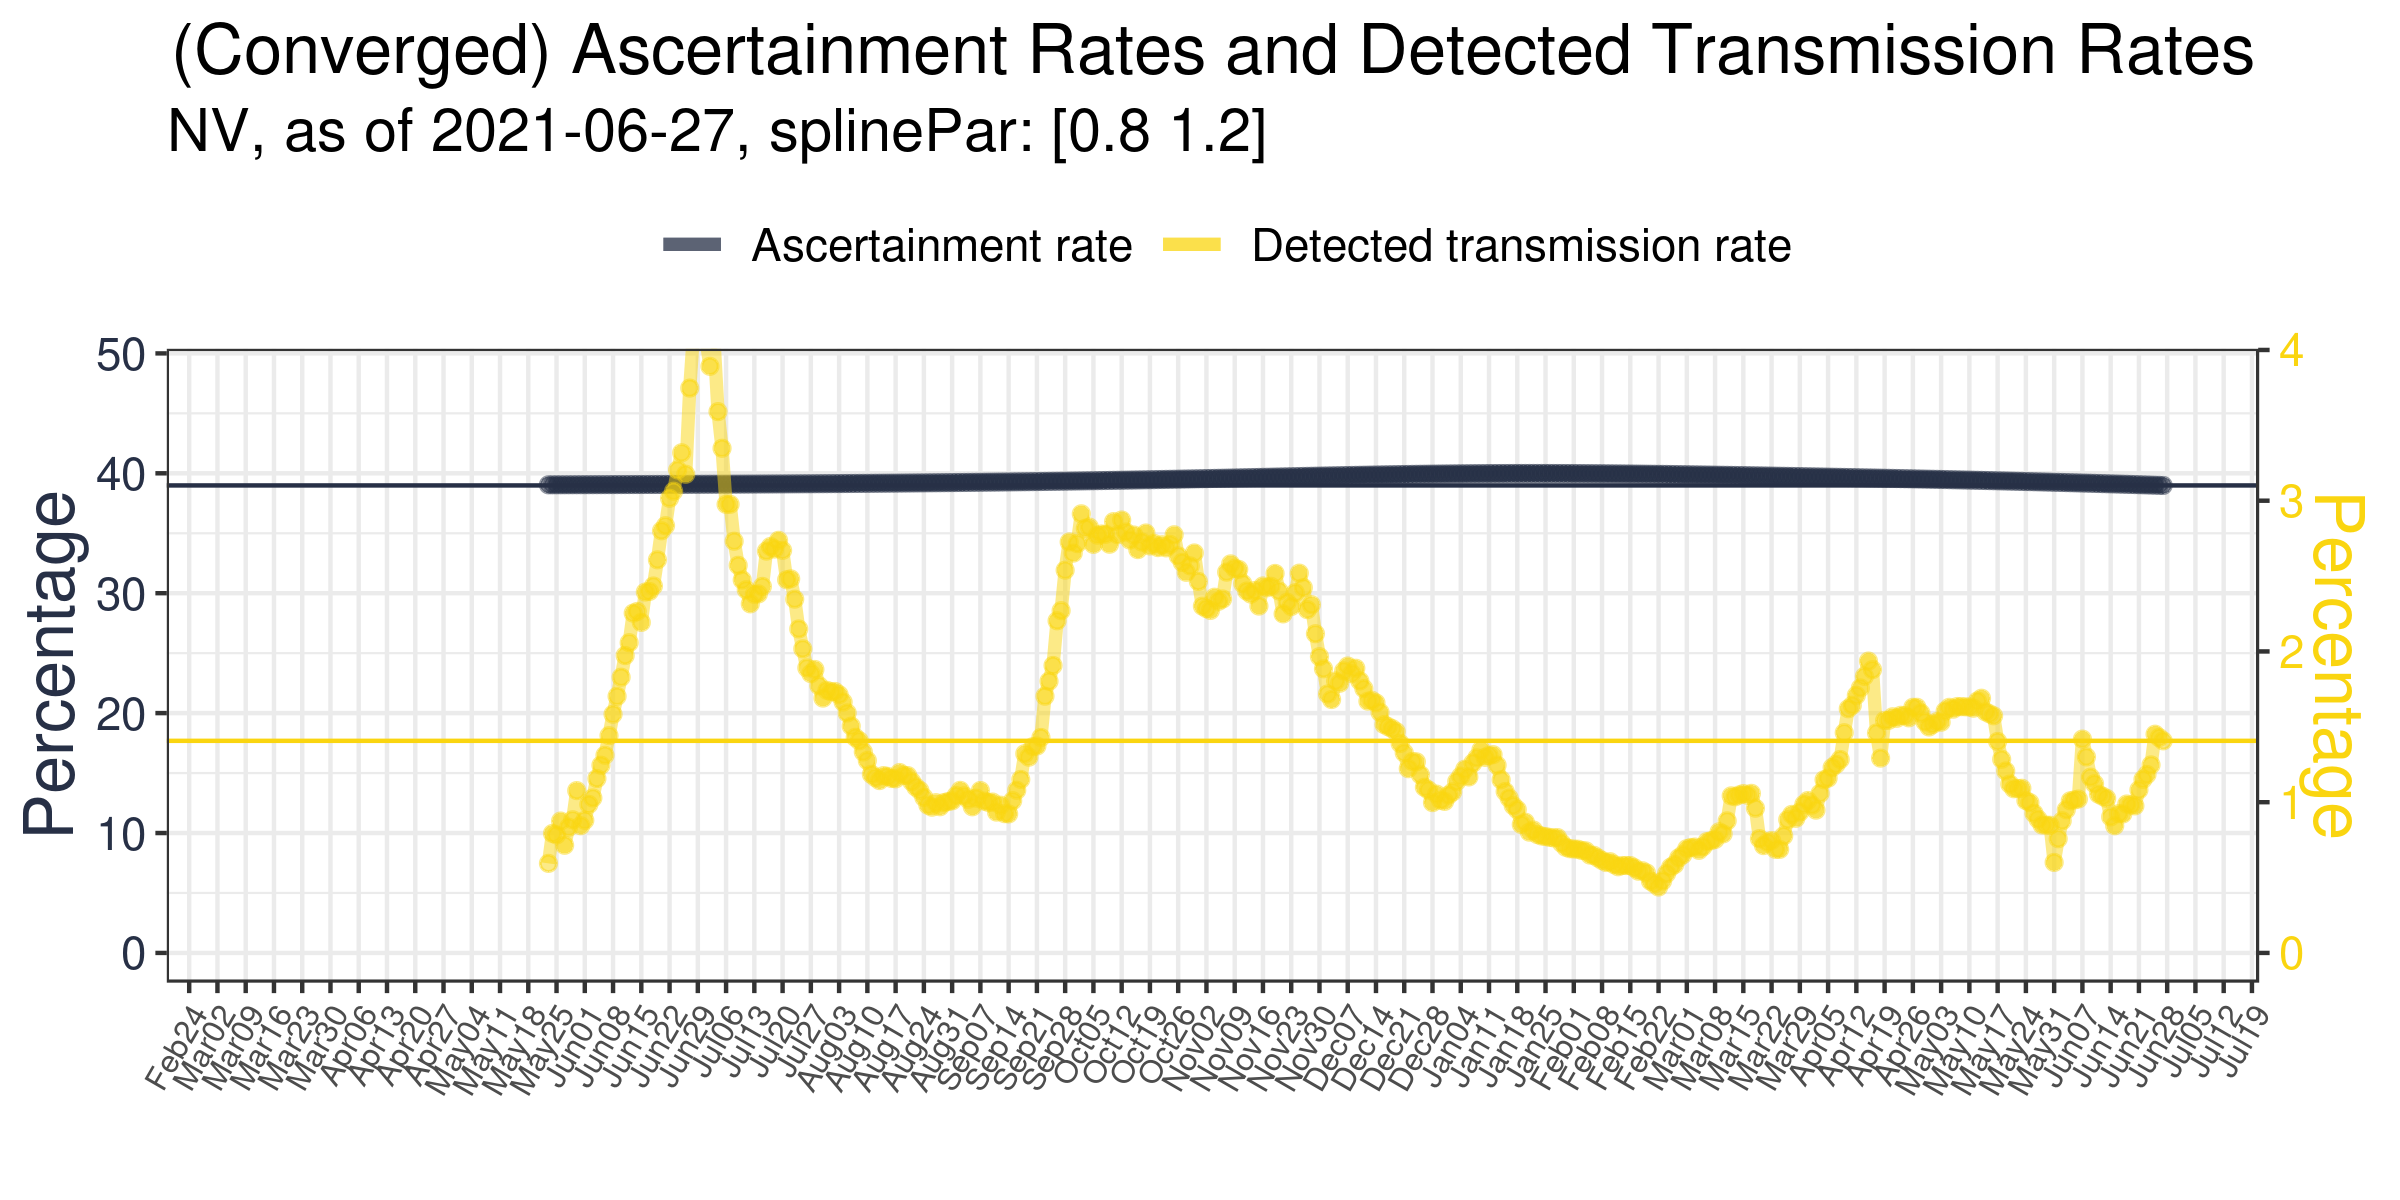 (Converged) Ascertainment Rates and Detected Transmission Rates
NV, as of 2021-06-27, splinePar: [0.8 1.2]
Ascertainment rate
Detected transmission rate
Percentage
50
40
30
20
10
0
4
3
2
1
0
Percentage
Feb24
Mar02
Mar09
Mar16
Mar23
Mar30
Apr06
Apr13
Apr20
Apr27
May04
May11
May18
May25
Jun01
Jun08
Jun15
Jun22
Jun29
Jul06
Jul13
Jul20
Jul27
Aug03
Aug10
Aug17
Aug24
Aug31
Sep07
Sep14
Sep21
Sep28
Oct05
Oct12
Oct19
Oct26
Nov02
Nov09
Nov16
Nov23
Nov30
Dec07
Dec14
Dec21
Dec28
Jan04
Jan11
Jan18
Jan25
Feb01
Feb08
Feb15
Feb22
Mar01
Mar08
Mar15
Mar22
Mar29
Apr05
Apr12
Apr19
Apr26
May03
May10
May17
May24
May31
Jun07
Jun14
Jun21
Jun28
Jul05
Jul12
Jul19